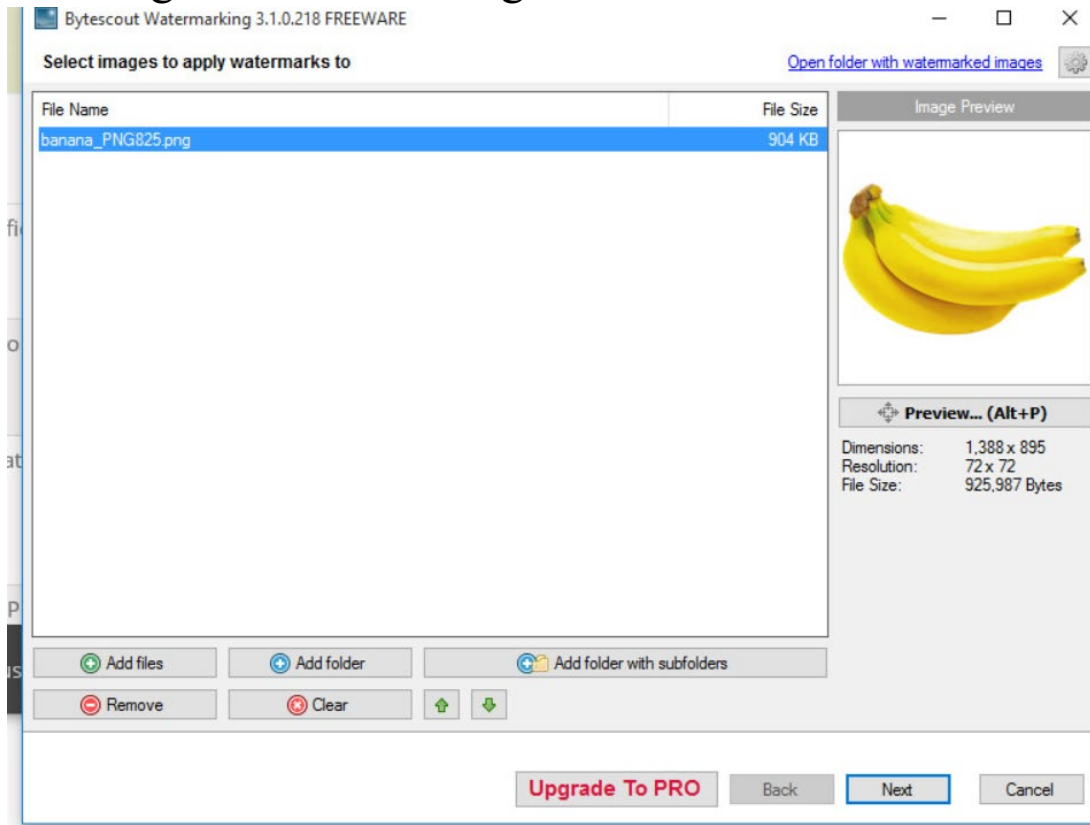 Bytescout Watermarking 3.1.0.218 FREEWARE
Select images to apply watermarks to
Open folder with watermarked images
File Name File Size
Image Preview
banana_PNG825.png 904 KB
Preview... (Alt+P)
Dimensions: 1,388 x 895
Resolution: 72 x 72
File Size: 925,987 Bytes
Add files Add folder Add folder with subfolders
Remove Clear
Upgrade To PRO Back Next Cancel